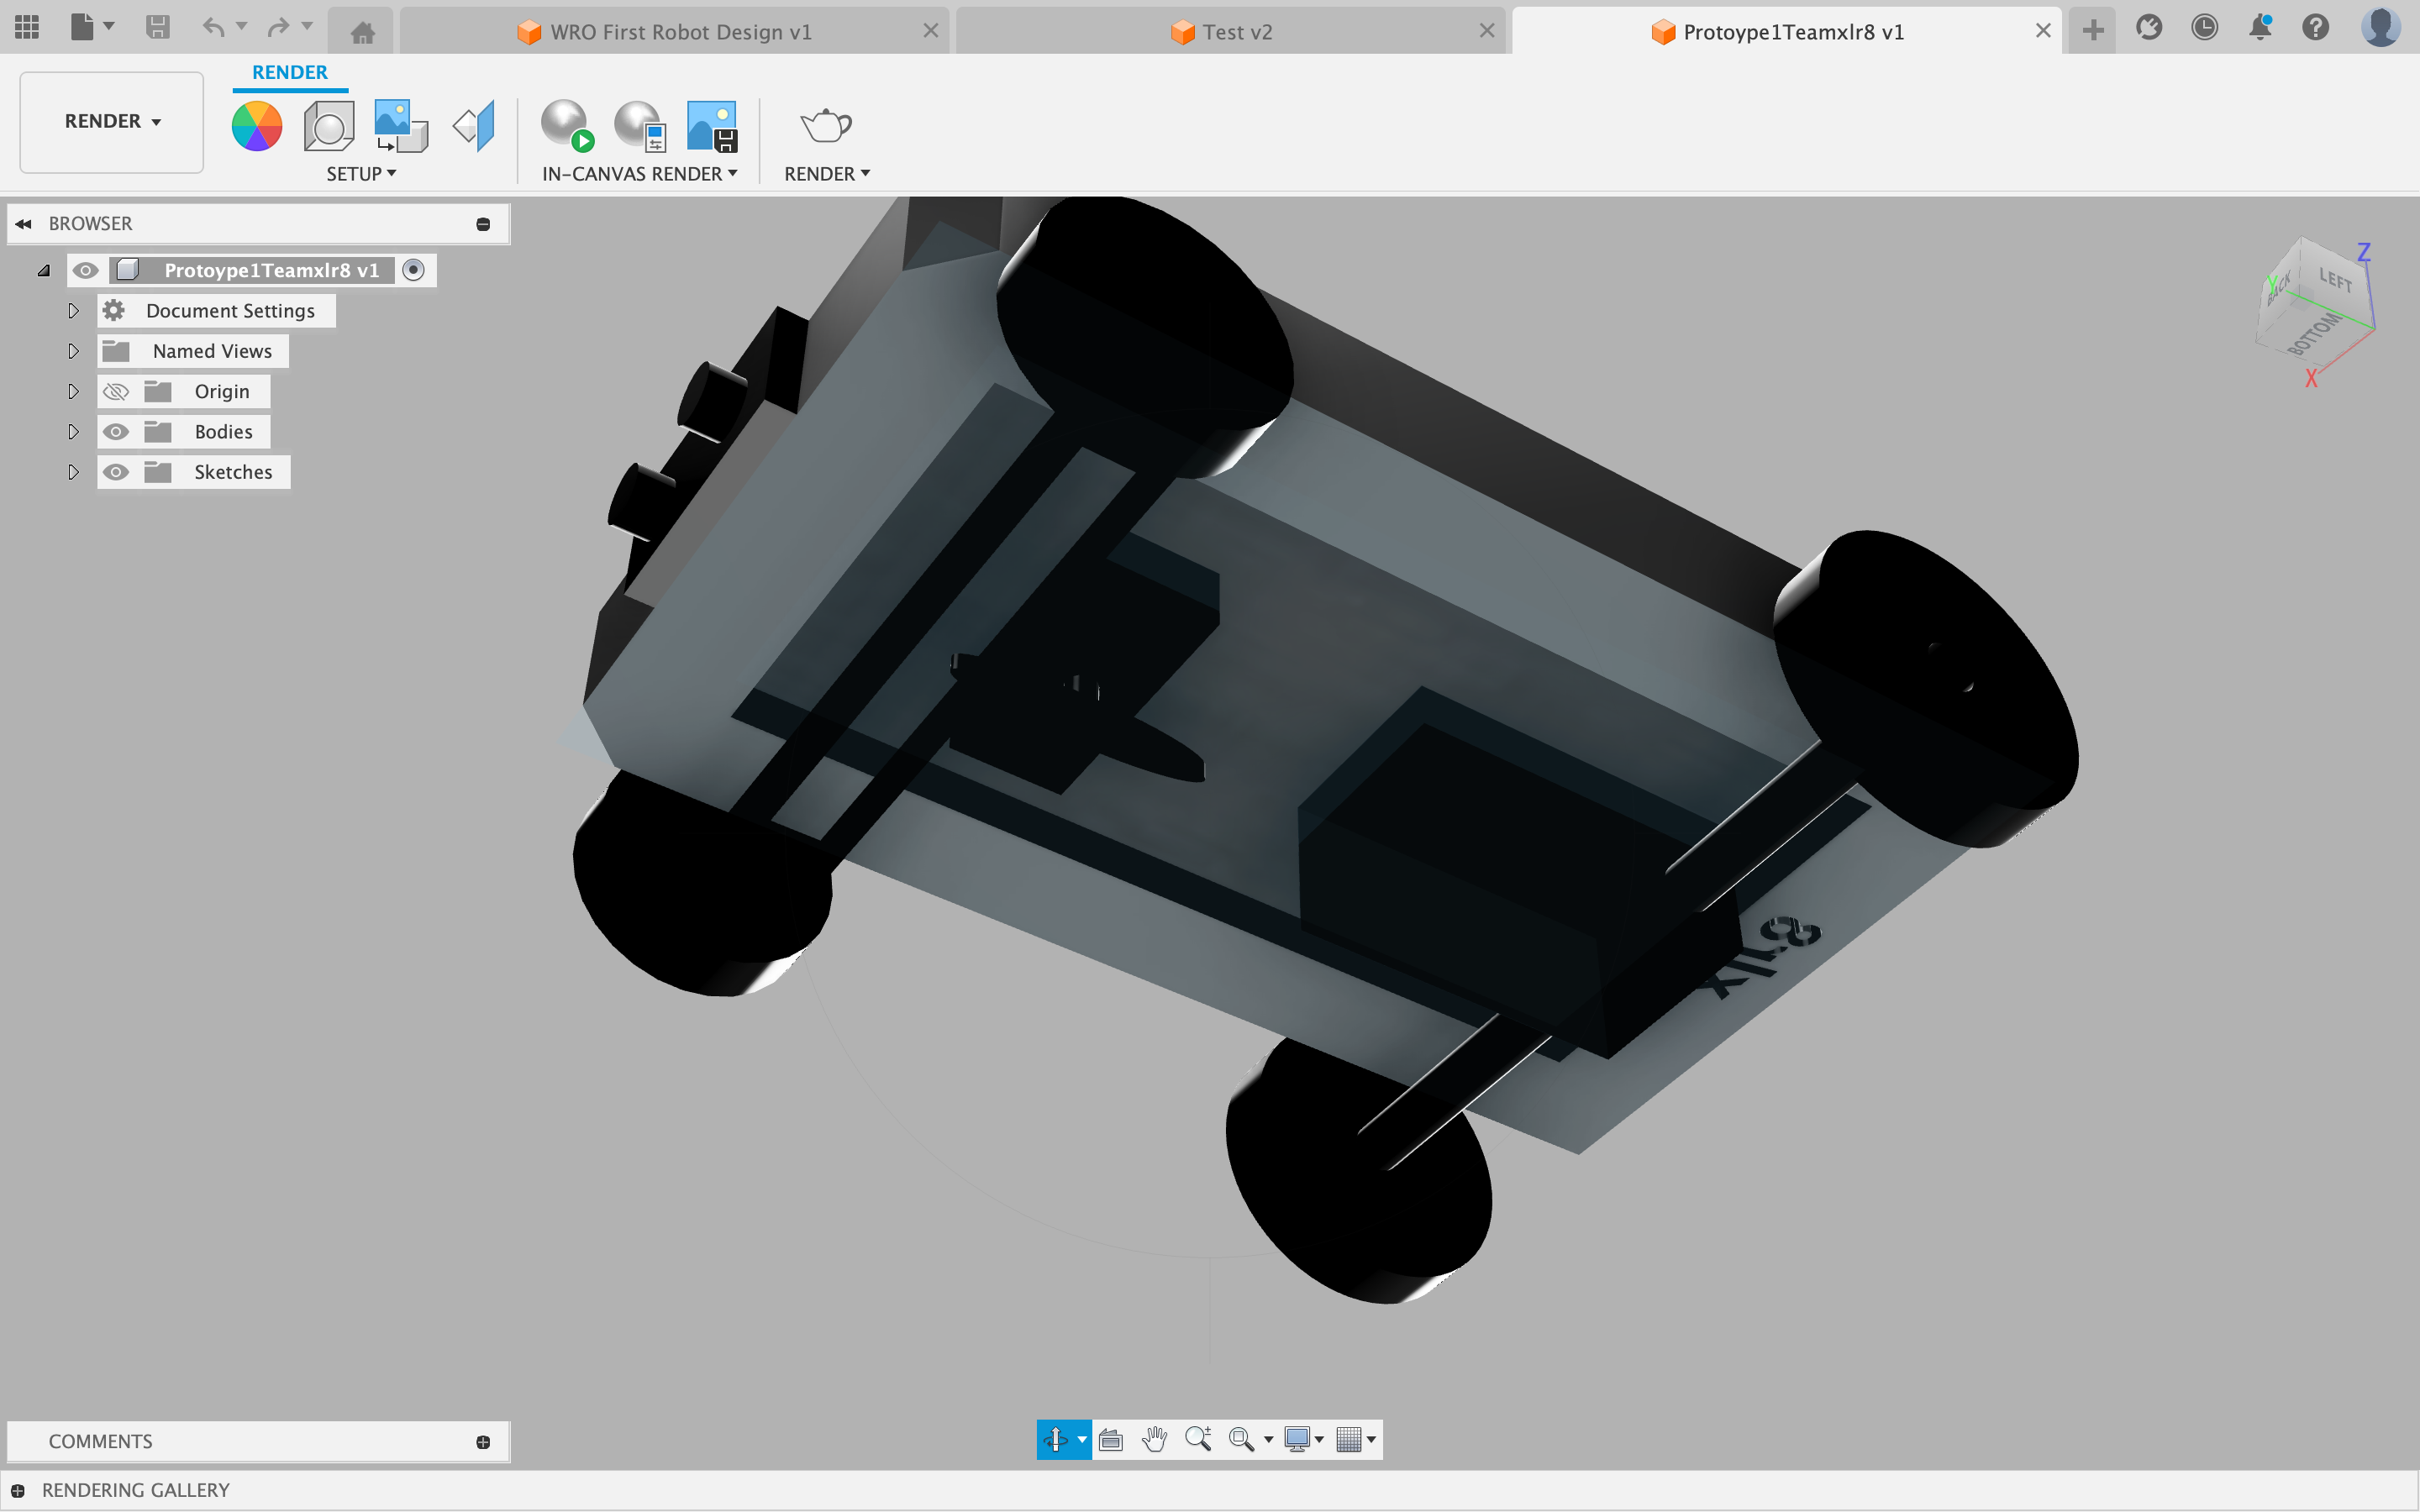 WRO First Robot Design v1
Test v2
Protoype1Teamxlr8 v1
RENDER
RENDER
SETUP
IN-CANVAS RENDER
RENDER
BROWSER
Protoype1Teamxlr8 v1
Document Settings
Named Views
Origin
Bodies
Sketches
Z
Y
BACK
LEFT
BOTTOM
X
xlr8
COMMENTS
RENDERING GALLERY